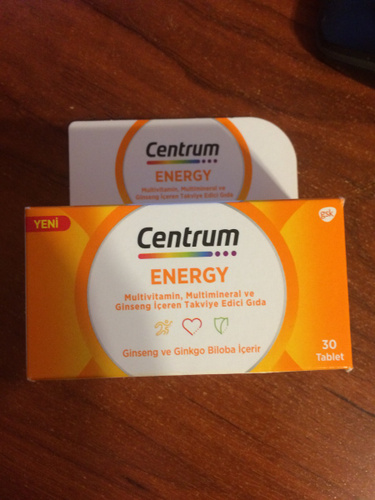 Centrum
ENERGY
Multivitamin, Multimineral ve
Ginseng İçeren Takviye Edici Gıda
YENİ
gsk
Centrum
ENERGY
Multivitamin, Multimineral ve
Ginseng İçeren Takviye Edici Gıda
Ginseng ve Ginkgo Biloba İçerir
30
Tablet